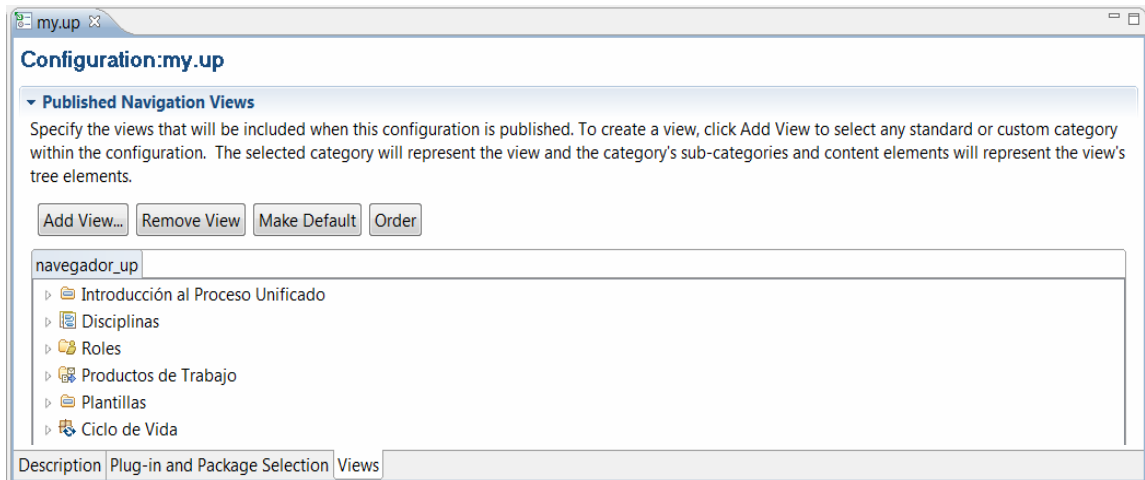 my.up
Configuration:my.up
Published Navigation Views
Specify the views that will be included when this configuration is published. To create a view, click Add View to select any standard or custom category
within the configuration.  The selected category will represent the view and the category's sub-categories and content elements will represent the view's
tree elements.
Add View... Remove View Make Default Order
navegador_up
Introducción al Proceso Unificado
Disciplinas
Roles
Productos de Trabajo
Plantillas
Ciclo de Vida
Description Plug-in and Package Selection Views